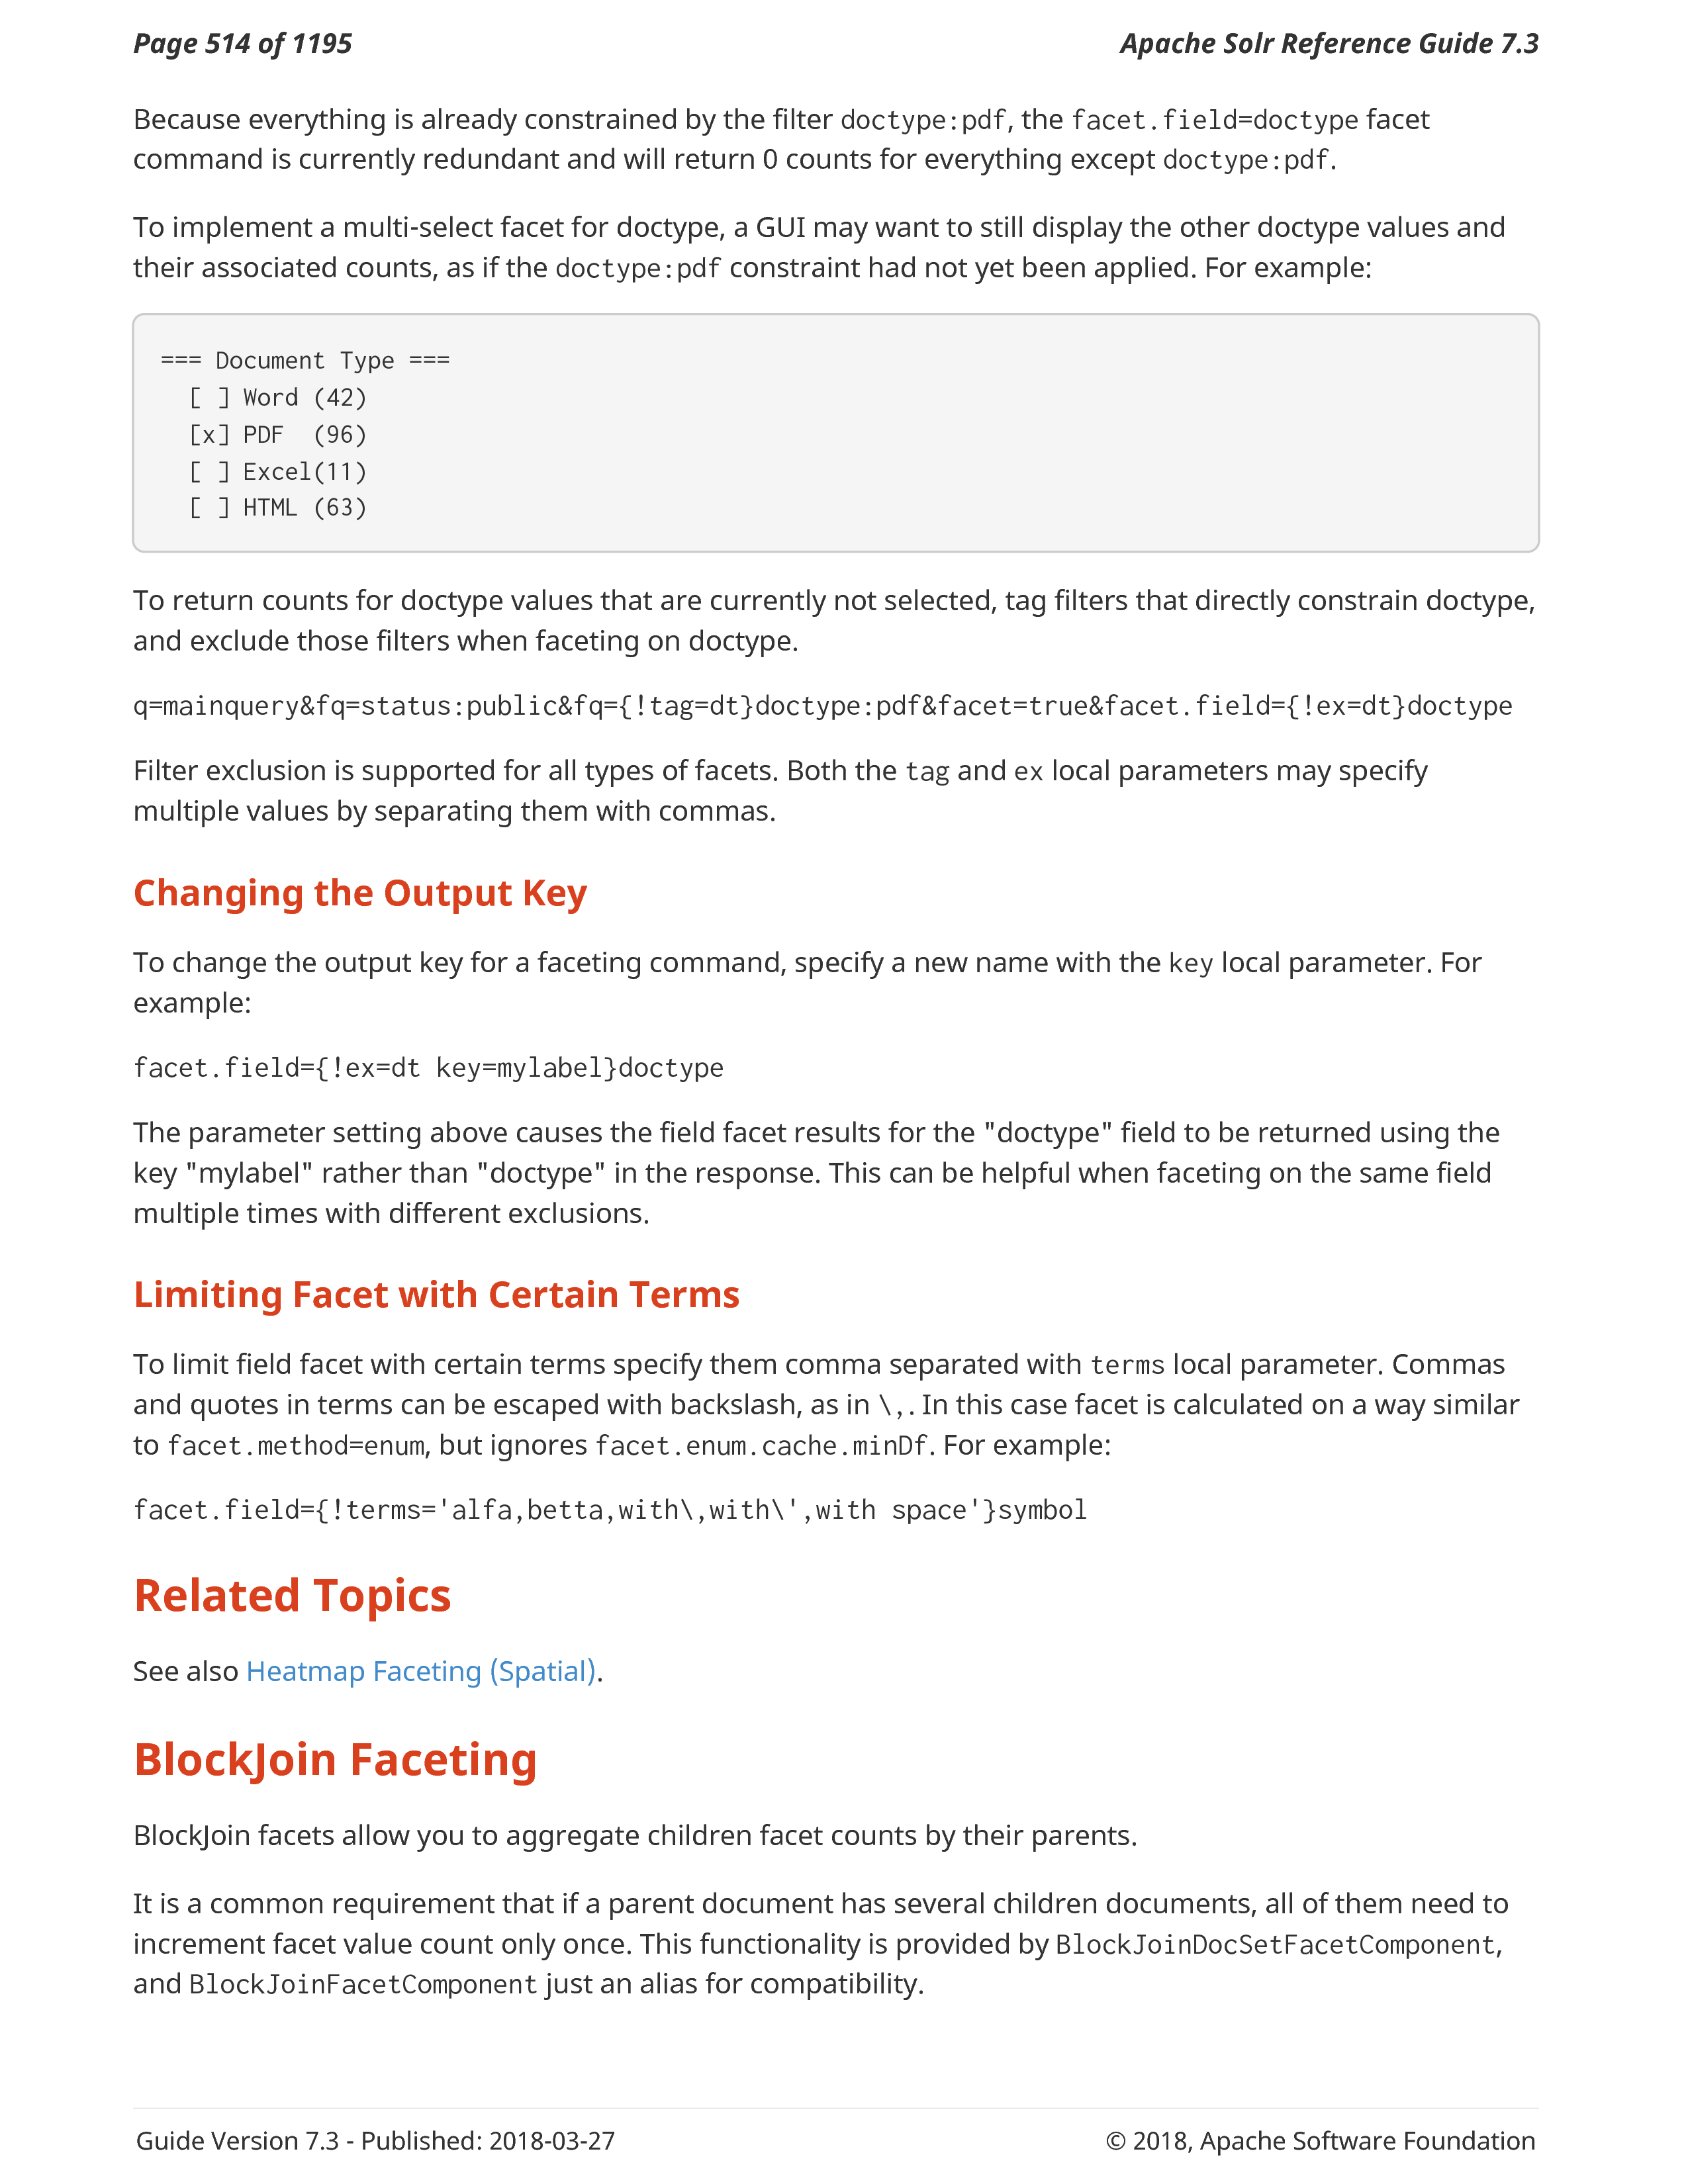 Page 514 of 1195
Apache Solr Reference Guide 7.3
Because everything is already constrained by the filter doctype:pdf, the facet.field=doctype facet
command is currently redundant and will return 0 counts for everything except doctype:pdf.
To implement a multi-select facet for doctype, a GUI may want to still display the other doctype values and
their associated counts, as if the doctype:pdf constraint had not yet been applied. For example:
=== Document Type ===
  [ ] Word (42)
  [x] PDF  (96)
  [ ] Excel(11)
  [ ] HTML (63)
To return counts for doctype values that are currently not selected, tag filters that directly constrain doctype,
and exclude those filters when faceting on doctype.
q=mainquery&fq=status:public&fq={!tag=dt}doctype:pdf&facet=true&facet.field={!ex=dt}doctype
Filter exclusion is supported for all types of facets. Both the tag and ex local parameters may specify
multiple values by separating them with commas.
Changing the Output Key
To change the output key for a faceting command, specify a new name with the key local parameter. For
example:
facet.field={!ex=dt key=mylabel}doctype
The parameter setting above causes the field facet results for the "doctype" field to be returned using the
key "mylabel" rather than "doctype" in the response. This can be helpful when faceting on the same field
multiple times with different exclusions.
Limiting Facet with Certain Terms
To limit field facet with certain terms specify them comma separated with terms local parameter. Commas
and quotes in terms can be escaped with backslash, as in \,. In this case facet is calculated on a way similar
to facet.method=enum, but ignores facet.enum.cache.minDf. For example:
facet.field={!terms='alfa,betta,with\,with\',with space'}symbol
Related Topics
See also Heatmap Faceting (Spatial).
BlockJoin Faceting
BlockJoin facets allow you to aggregate children facet counts by their parents.
It is a common requirement that if a parent document has several children documents, all of them need to
increment facet value count only once. This functionality is provided by BlockJoinDocSetFacetComponent,
and BlockJoinFacetComponent just an alias for compatibility.
Guide Version 7.3 - Published: 2018-03-27
© 2018, Apache Software Foundation